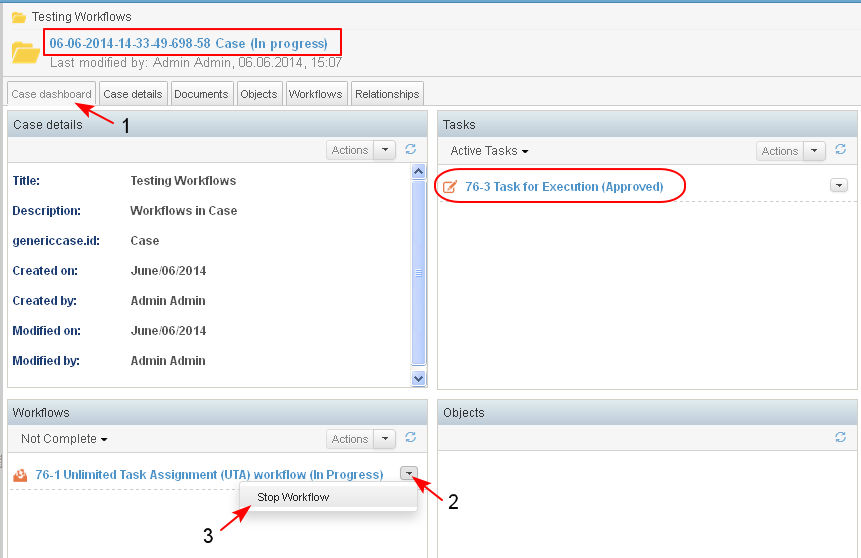 Testing Workflows
06-06-2014-14-33-49-698-58 Case (In progress)
Last modified by: Admin Admin, 06.06.2014, 15:07
Case dashboard Case details Documents Objects Workflows Relationships
1
Case details
Actions
Title: Testing Workflows
Description: Workflows in Case
genericcase.id: Case
Created on: June/06/2014
Created by: Admin Admin
Modified on: June/06/2014
Modified by: Admin Admin
Tasks
Active Tasks Actions
76-3 Task for Execution (Approved)
Workflows
Not Complete Actions
76-1 Unlimited Task Assignment (UTA) workflow (In Progress)
Stop Workflow
2
3
Objects